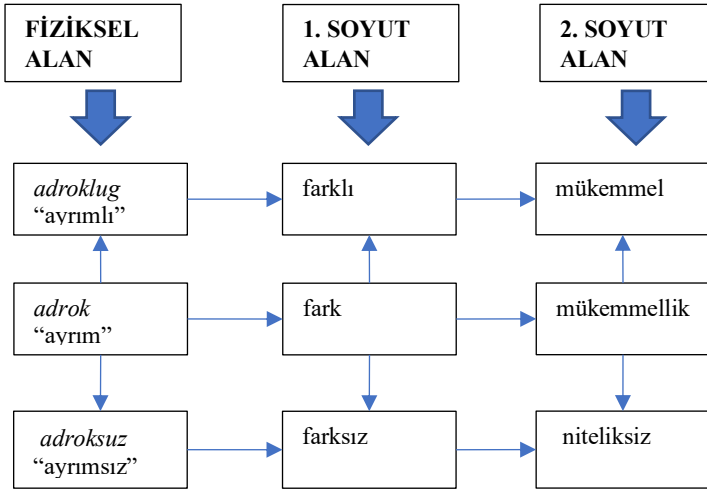 FİZİKSEL
ALAN
1. SOYUT
ALAN
2. SOYUT
ALAN
adroklug
“ayrımlı”
farklı
mükemmel
adrok
“ayrım”
fark
mükemmellik
adroksuz
“ayrımsız”
farksız
niteliksiz